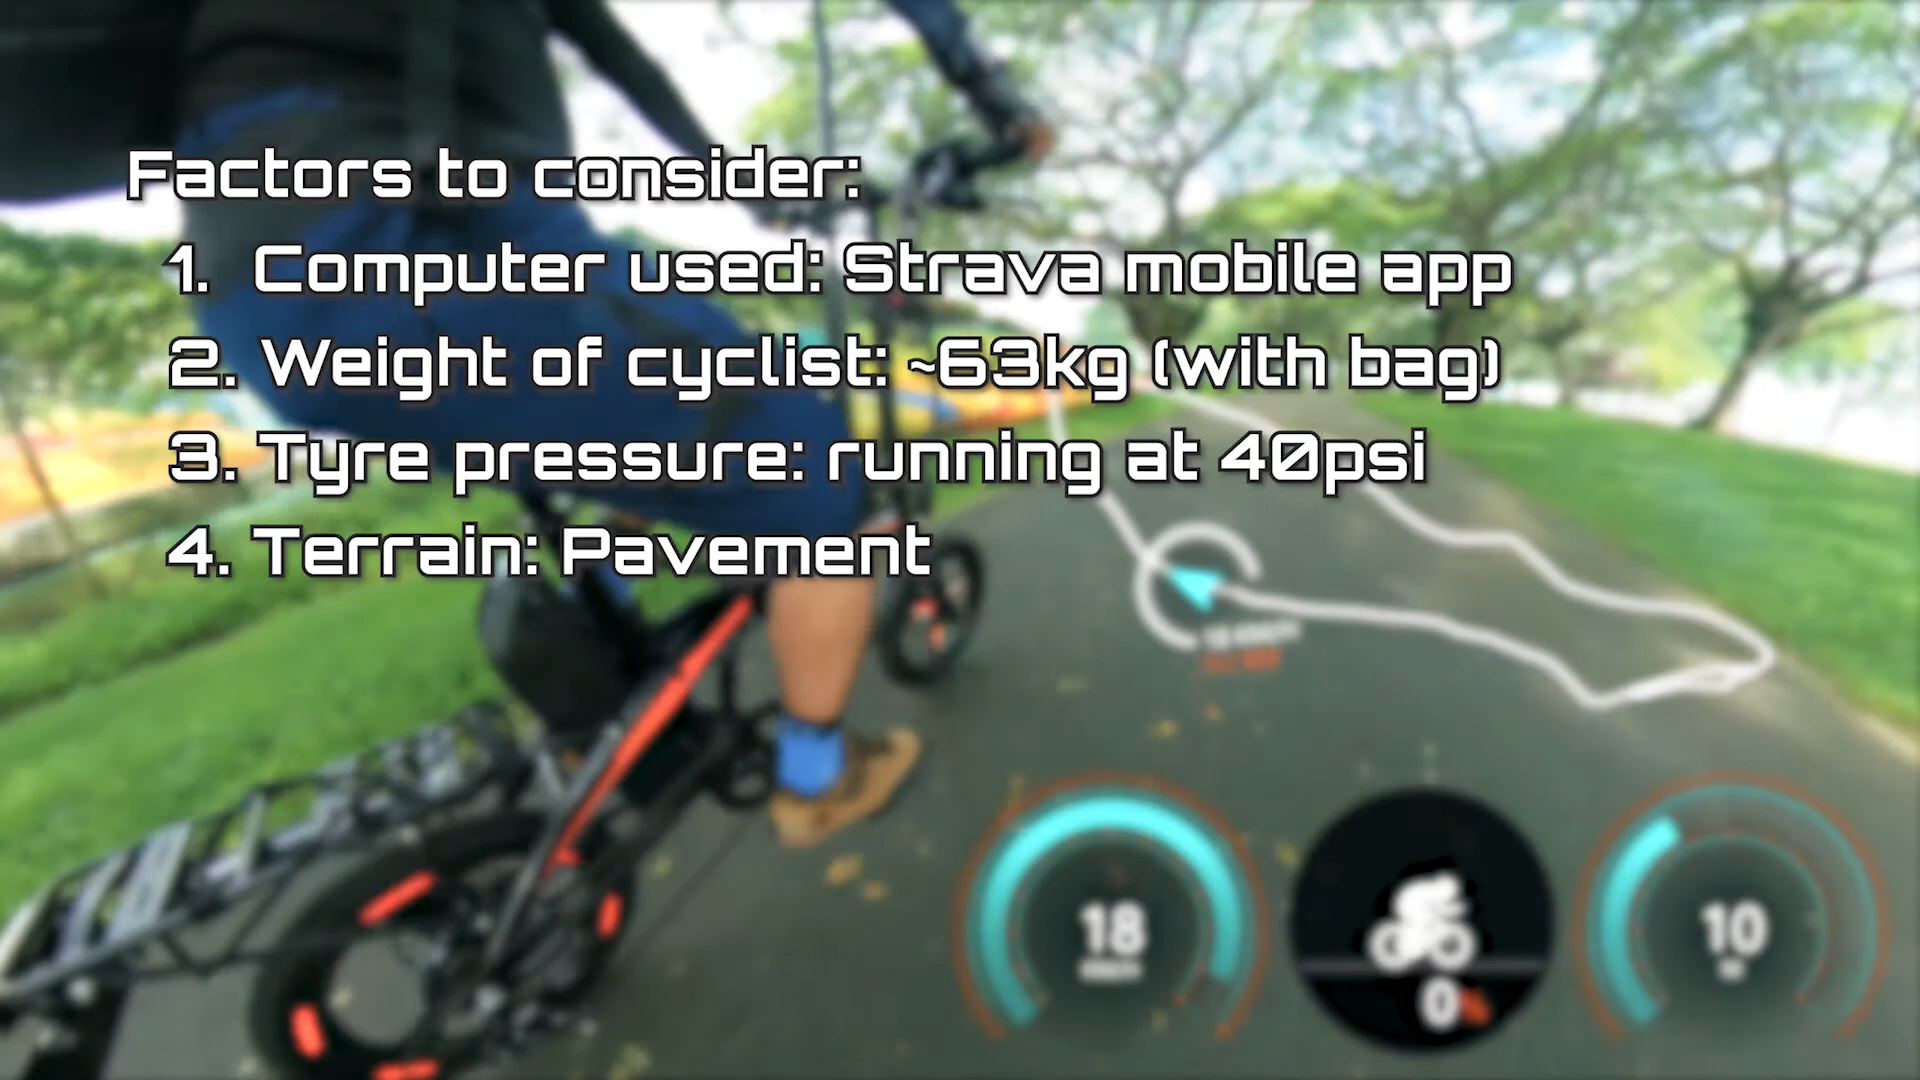 Factors to consider:
1. Computer used: Strava mobile app
2. Weight of cyclist: ~63kg (with bag)
3. Tyre pressure: running at 40psi
4. Terrain: Pavement
18
10
0%